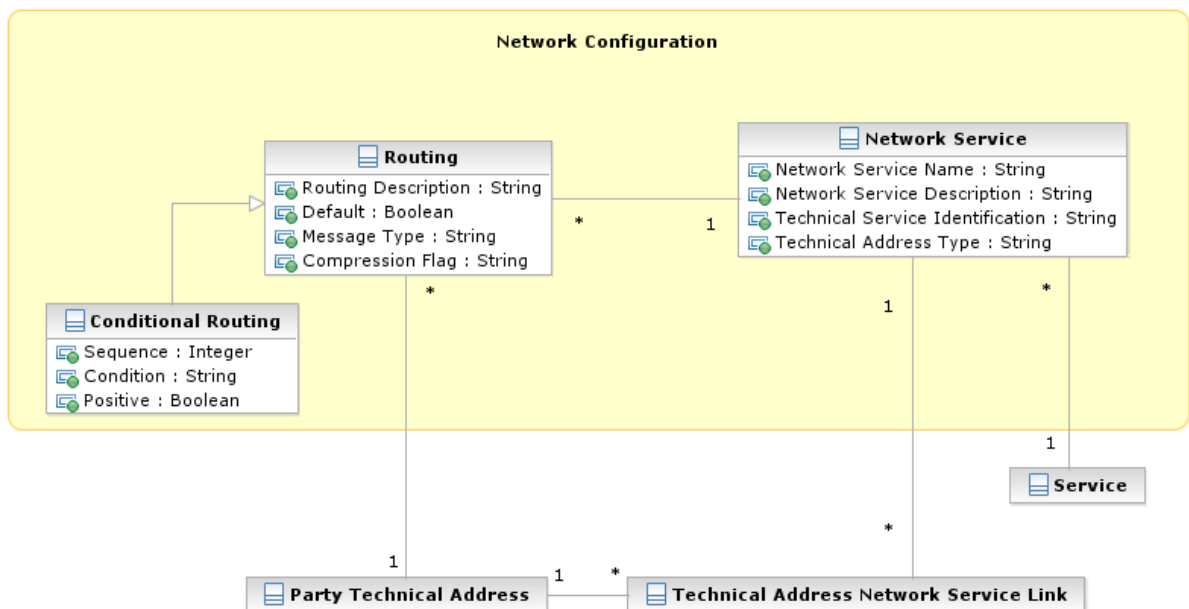 Network Configuration
Network Service
Network Service Name : String
Network Service Description : String
Technical Service Identification : String
Technical Address Type : String
Routing
Routing Description : String
Default : Boolean
Message Type : String
Compression Flag : String
*
1
Conditional Routing
Sequence : Integer
Condition : String
Positive : Boolean
*
1
*
1
Service
1
*
Party Technical Address
1
*
Technical Address Network Service Link